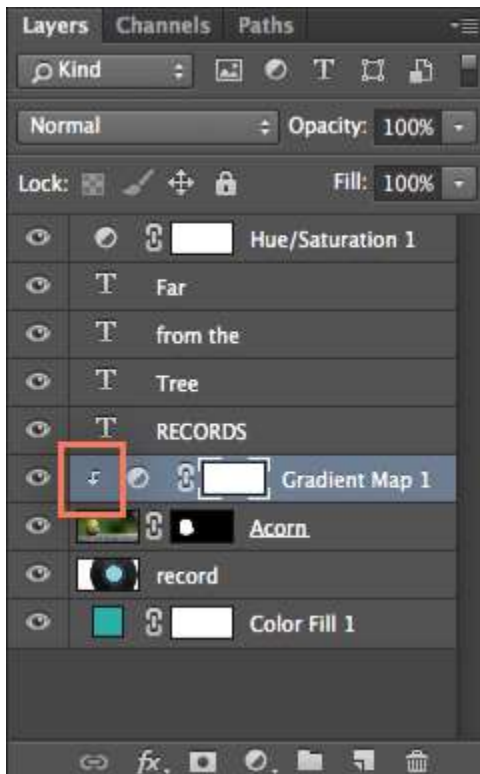 Layers Channels Paths
Kind T
Normal Opacity: 100%
Lock: Fill: 100%
Hue/Saturation 1
T Far
T from the
T Tree
T RECORDS
Gradient Map 1
Acorn
record
Color Fill 1
fx.